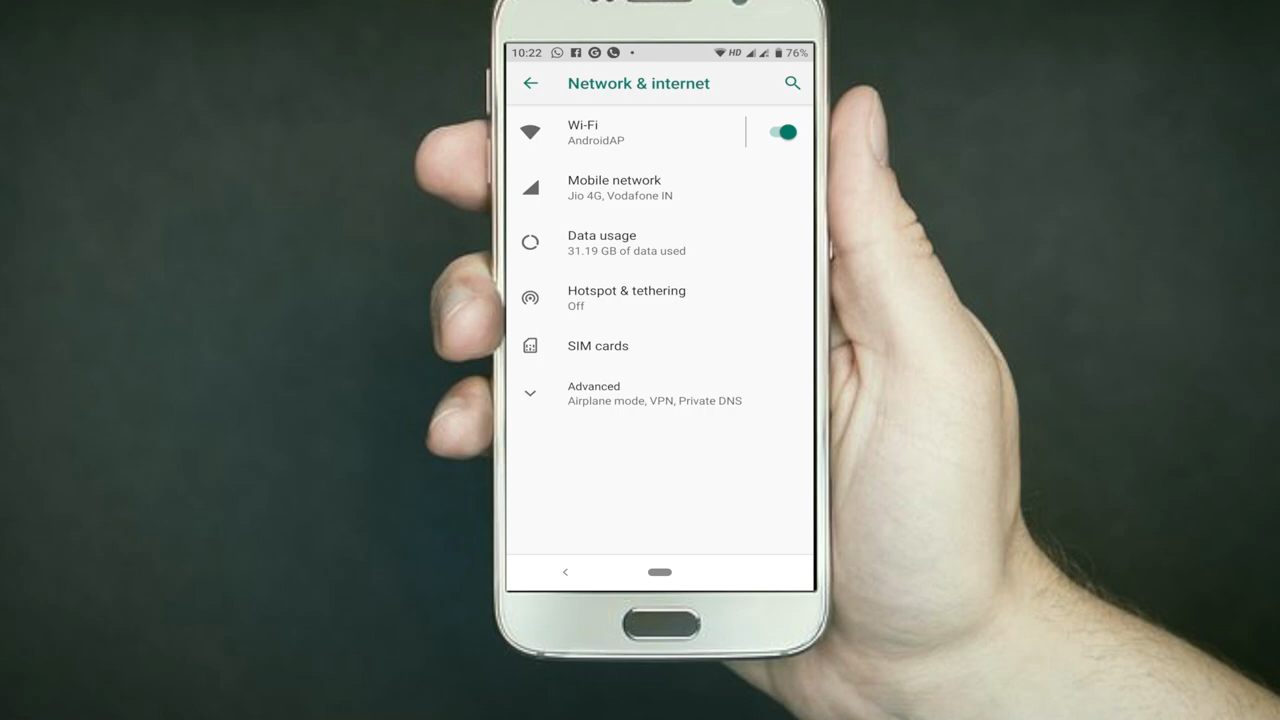 10:22 HD 76%
Network & internet
Wi-Fi
AndroidAP
Mobile network
Jio 4G, Vodafone IN
Data usage
31.19 GB of data used
Hotspot & tethering
Off
SIM cards
Advanced
Airplane mode, VPN, Private DNS